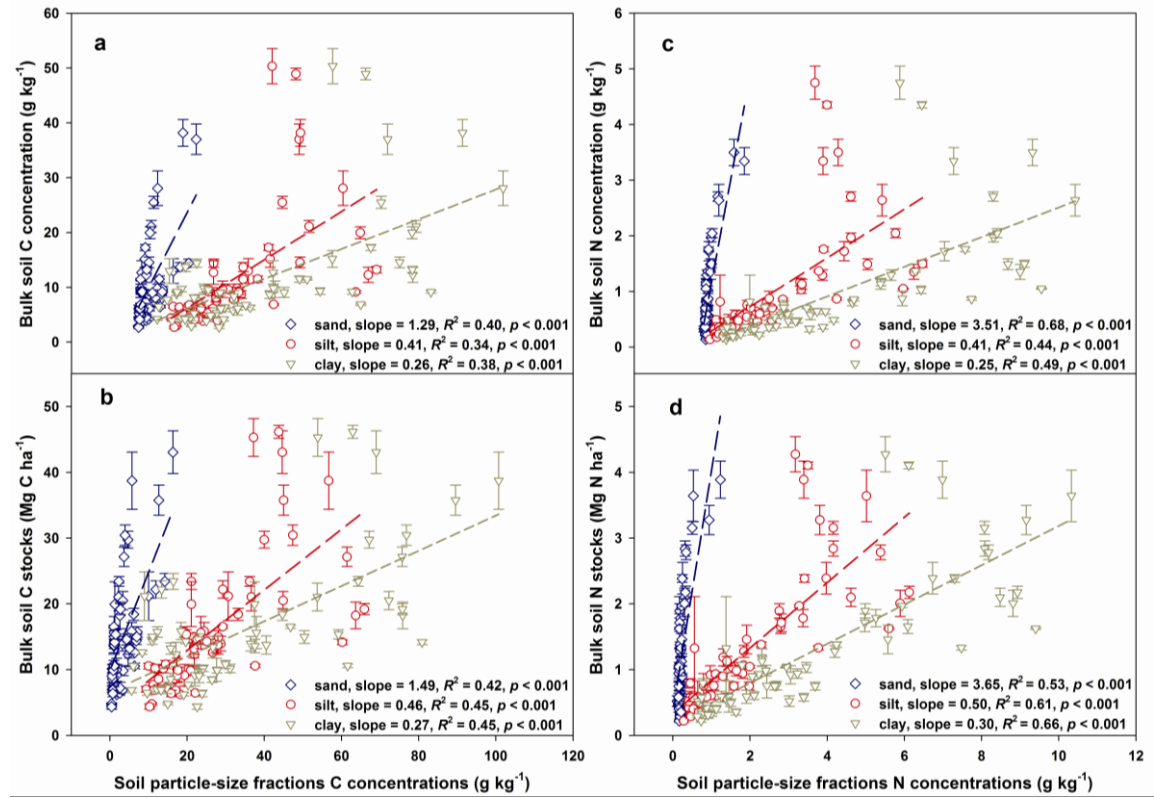 a
60
50
40
30
20
10
0
Bulk soil C concentration (g kg⁻¹)
sand, slope = 1.29, R² = 0.40, p < 0.001
silt, slope = 0.41, R² = 0.34, p < 0.001
clay, slope = 0.26, R² = 0.38, p < 0.001
c
6
5
4
3
2
1
0
Bulk soil N concentration (g kg⁻¹)
sand, slope = 3.51, R² = 0.68, p < 0.001
silt, slope = 0.41, R² = 0.44, p < 0.001
clay, slope = 0.25, R² = 0.49, p < 0.001
b
50
40
30
20
10
0
Bulk soil C stocks (Mg C ha⁻¹)
sand, slope = 1.49, R² = 0.42, p < 0.001
silt, slope = 0.46, R² = 0.45, p < 0.001
clay, slope = 0.27, R² = 0.45, p < 0.001
0 20 40 60 80 100 120
Soil particle-size fractions C concentrations (g kg⁻¹)
d
5
4
3
2
1
0
Bulk soil N stocks (Mg N ha⁻¹)
sand, slope = 3.65, R² = 0.53, p < 0.001
silt, slope = 0.50, R² = 0.61, p < 0.001
clay, slope = 0.30, R² = 0.66, p < 0.001
0 2 4 6 8 10 12
Soil particle-size fractions N concentrations (g kg⁻¹)